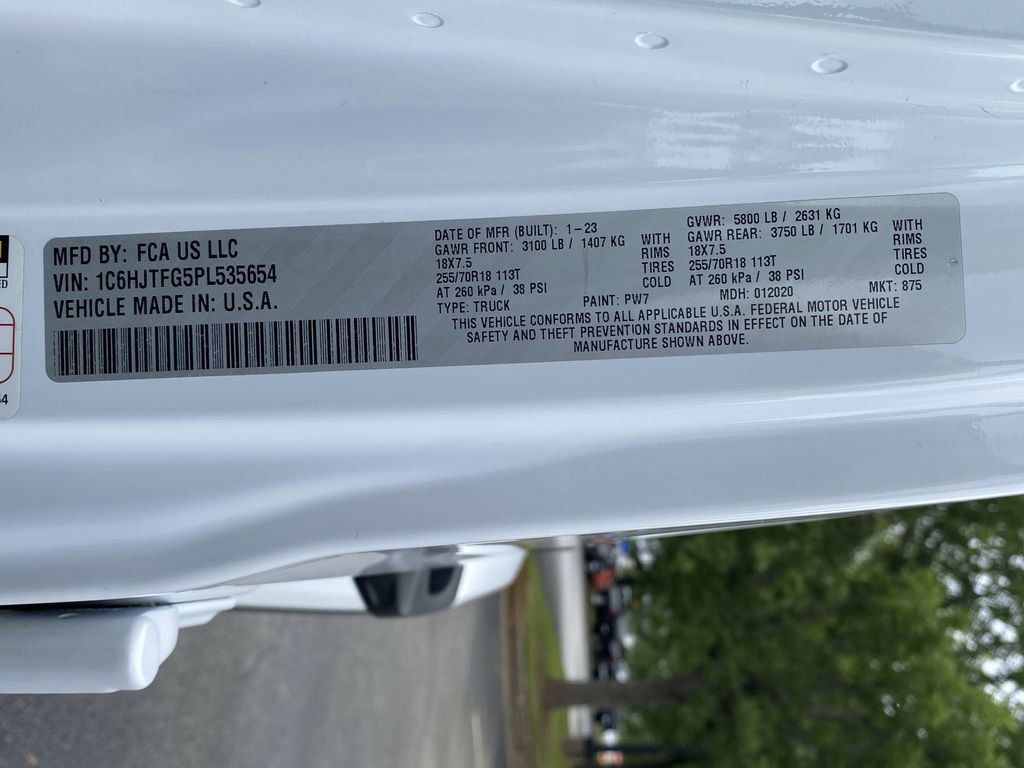 MFD BY: FCA US LLC
VIN: 1C6HJTFG5PL535654
VEHICLE MADE IN: U.S.A.
DATE OF MFR (BUILT): 1-23
GAWR FRONT: 3100 LB / 1407 KG WITH
18X7.5 RIMS
255/70R18 113T TIRES
AT 260 kPa / 38 PSI COLD
TYPE: TRUCK PAINT: PW7
GVWR: 5800 LB / 2631 KG
GAWR REAR: 3750 LB / 1701 KG WITH
18X7.5 RIMS
255/70R18 113T TIRES
AT 260 kPa / 38 PSI COLD
MDH: 012020 MKT: 875
THIS VEHICLE CONFORMS TO ALL APPLICABLE U.S.A. FEDERAL MOTOR VEHICLE
SAFETY AND THEFT PREVENTION STANDARDS IN EFFECT ON THE DATE OF
MANUFACTURE SHOWN ABOVE.